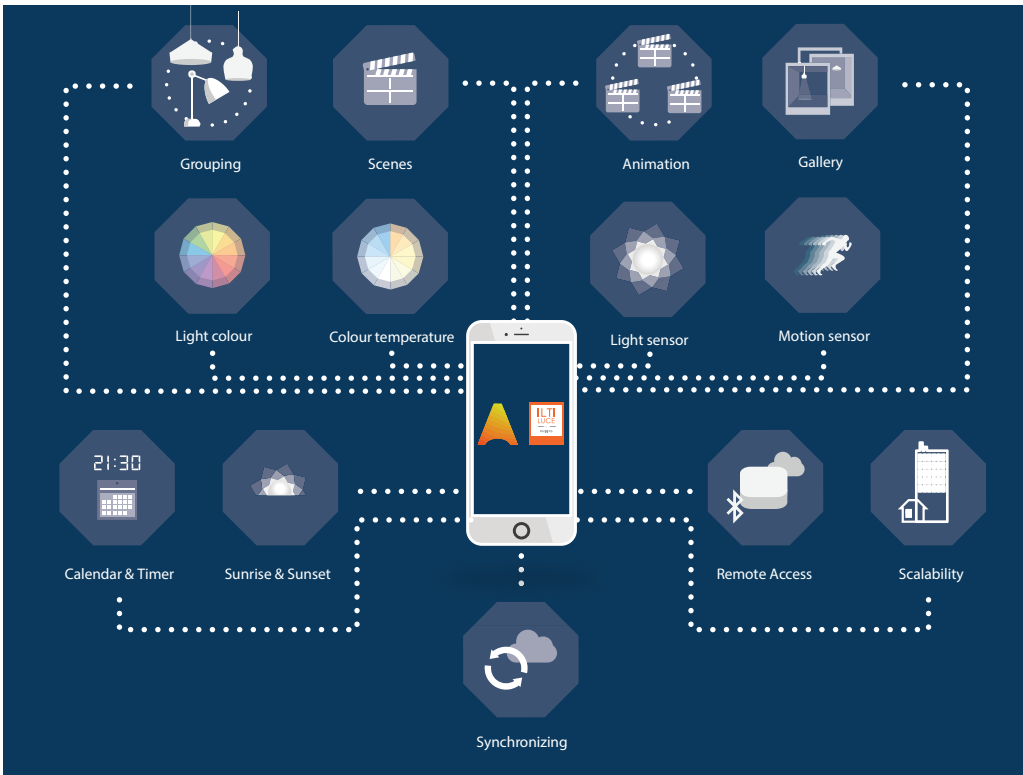 Grouping
Scenes
Animation
Gallery
Light colour
Colour temperature
Light sensor
Motion sensor
ILTI
LUCE
21:30
Calendar & Timer
Sunrise & Sunset
Remote Access
Scalability
Synchronizing